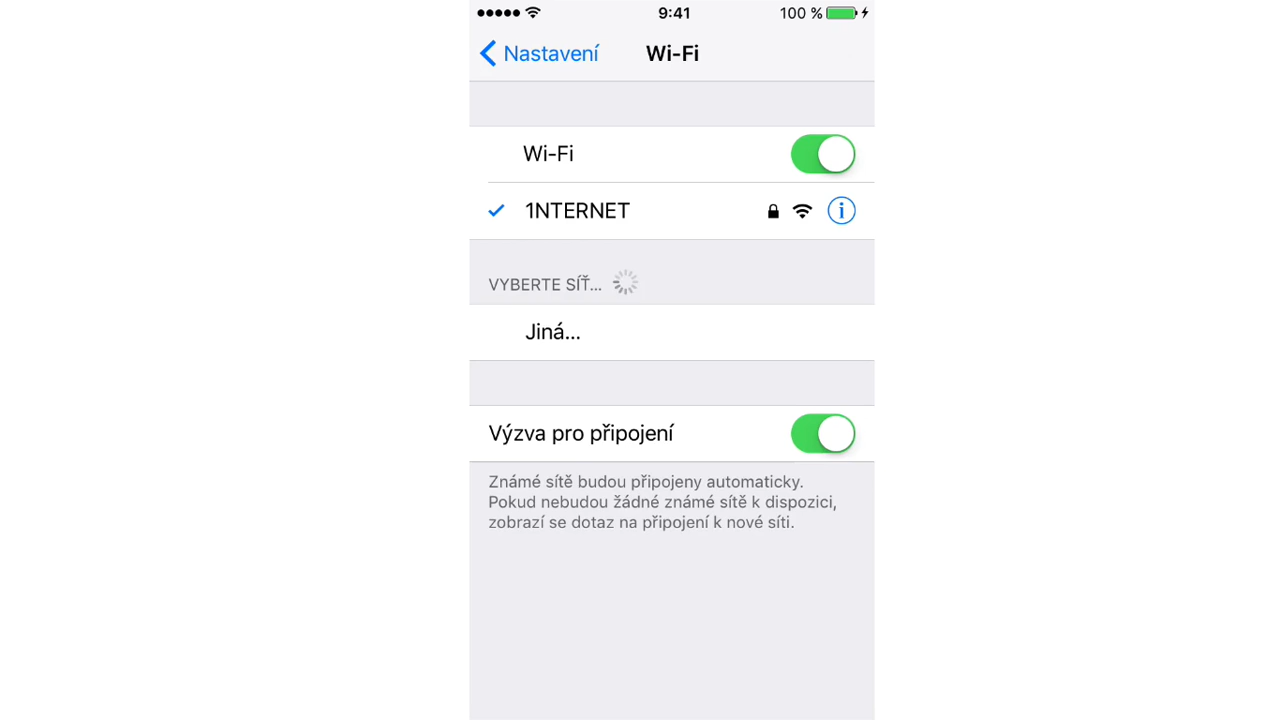 9:41 100 %
Nastavení Wi-Fi
Wi-Fi
1NTERNET
VYBERTE SÍŤ...
Jiná...
Výzva pro připojení
Známé sítě budou připojeny automaticky.
Pokud nebudou žádné známé sítě k dispozici,
zobrazí se dotaz na připojení k nové síti.